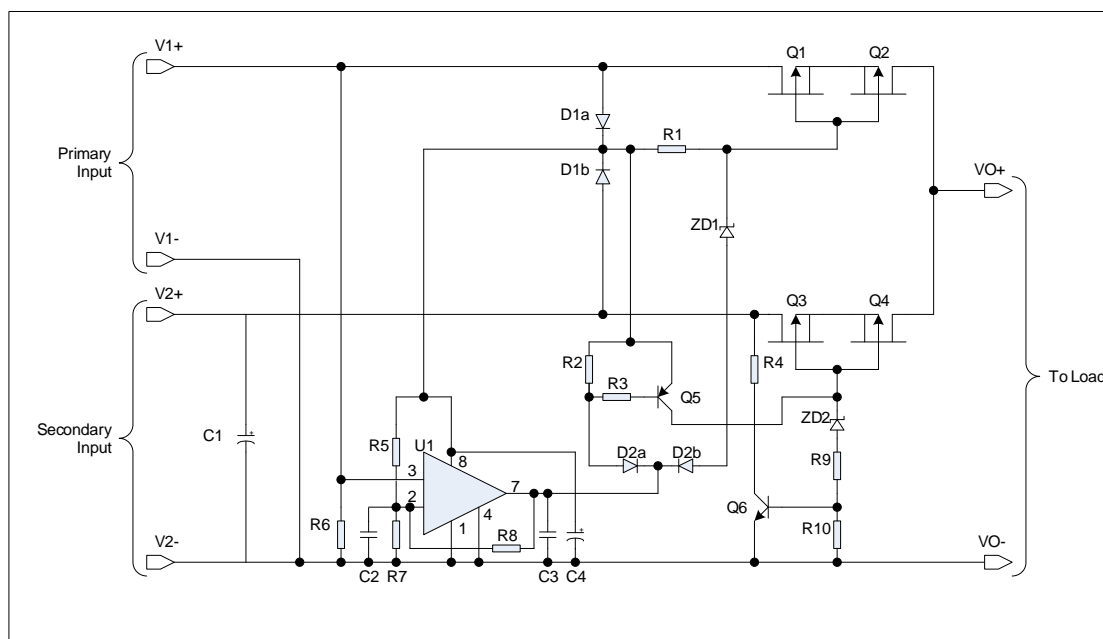 V1+
Q1
Q2
D1a
R1
Primary
Input
D1b
VO+
ZD1
V1-
V2+
Q3
Q4
R2
R4
R3
Q5
To Load
ZD2
C1
Secondary
Input
R5
U1
8
D2a
D2b
R9
3
7
2
Q6
4
R6
R8
R10
1
V2-
VO-
C2
R7
C3
C4